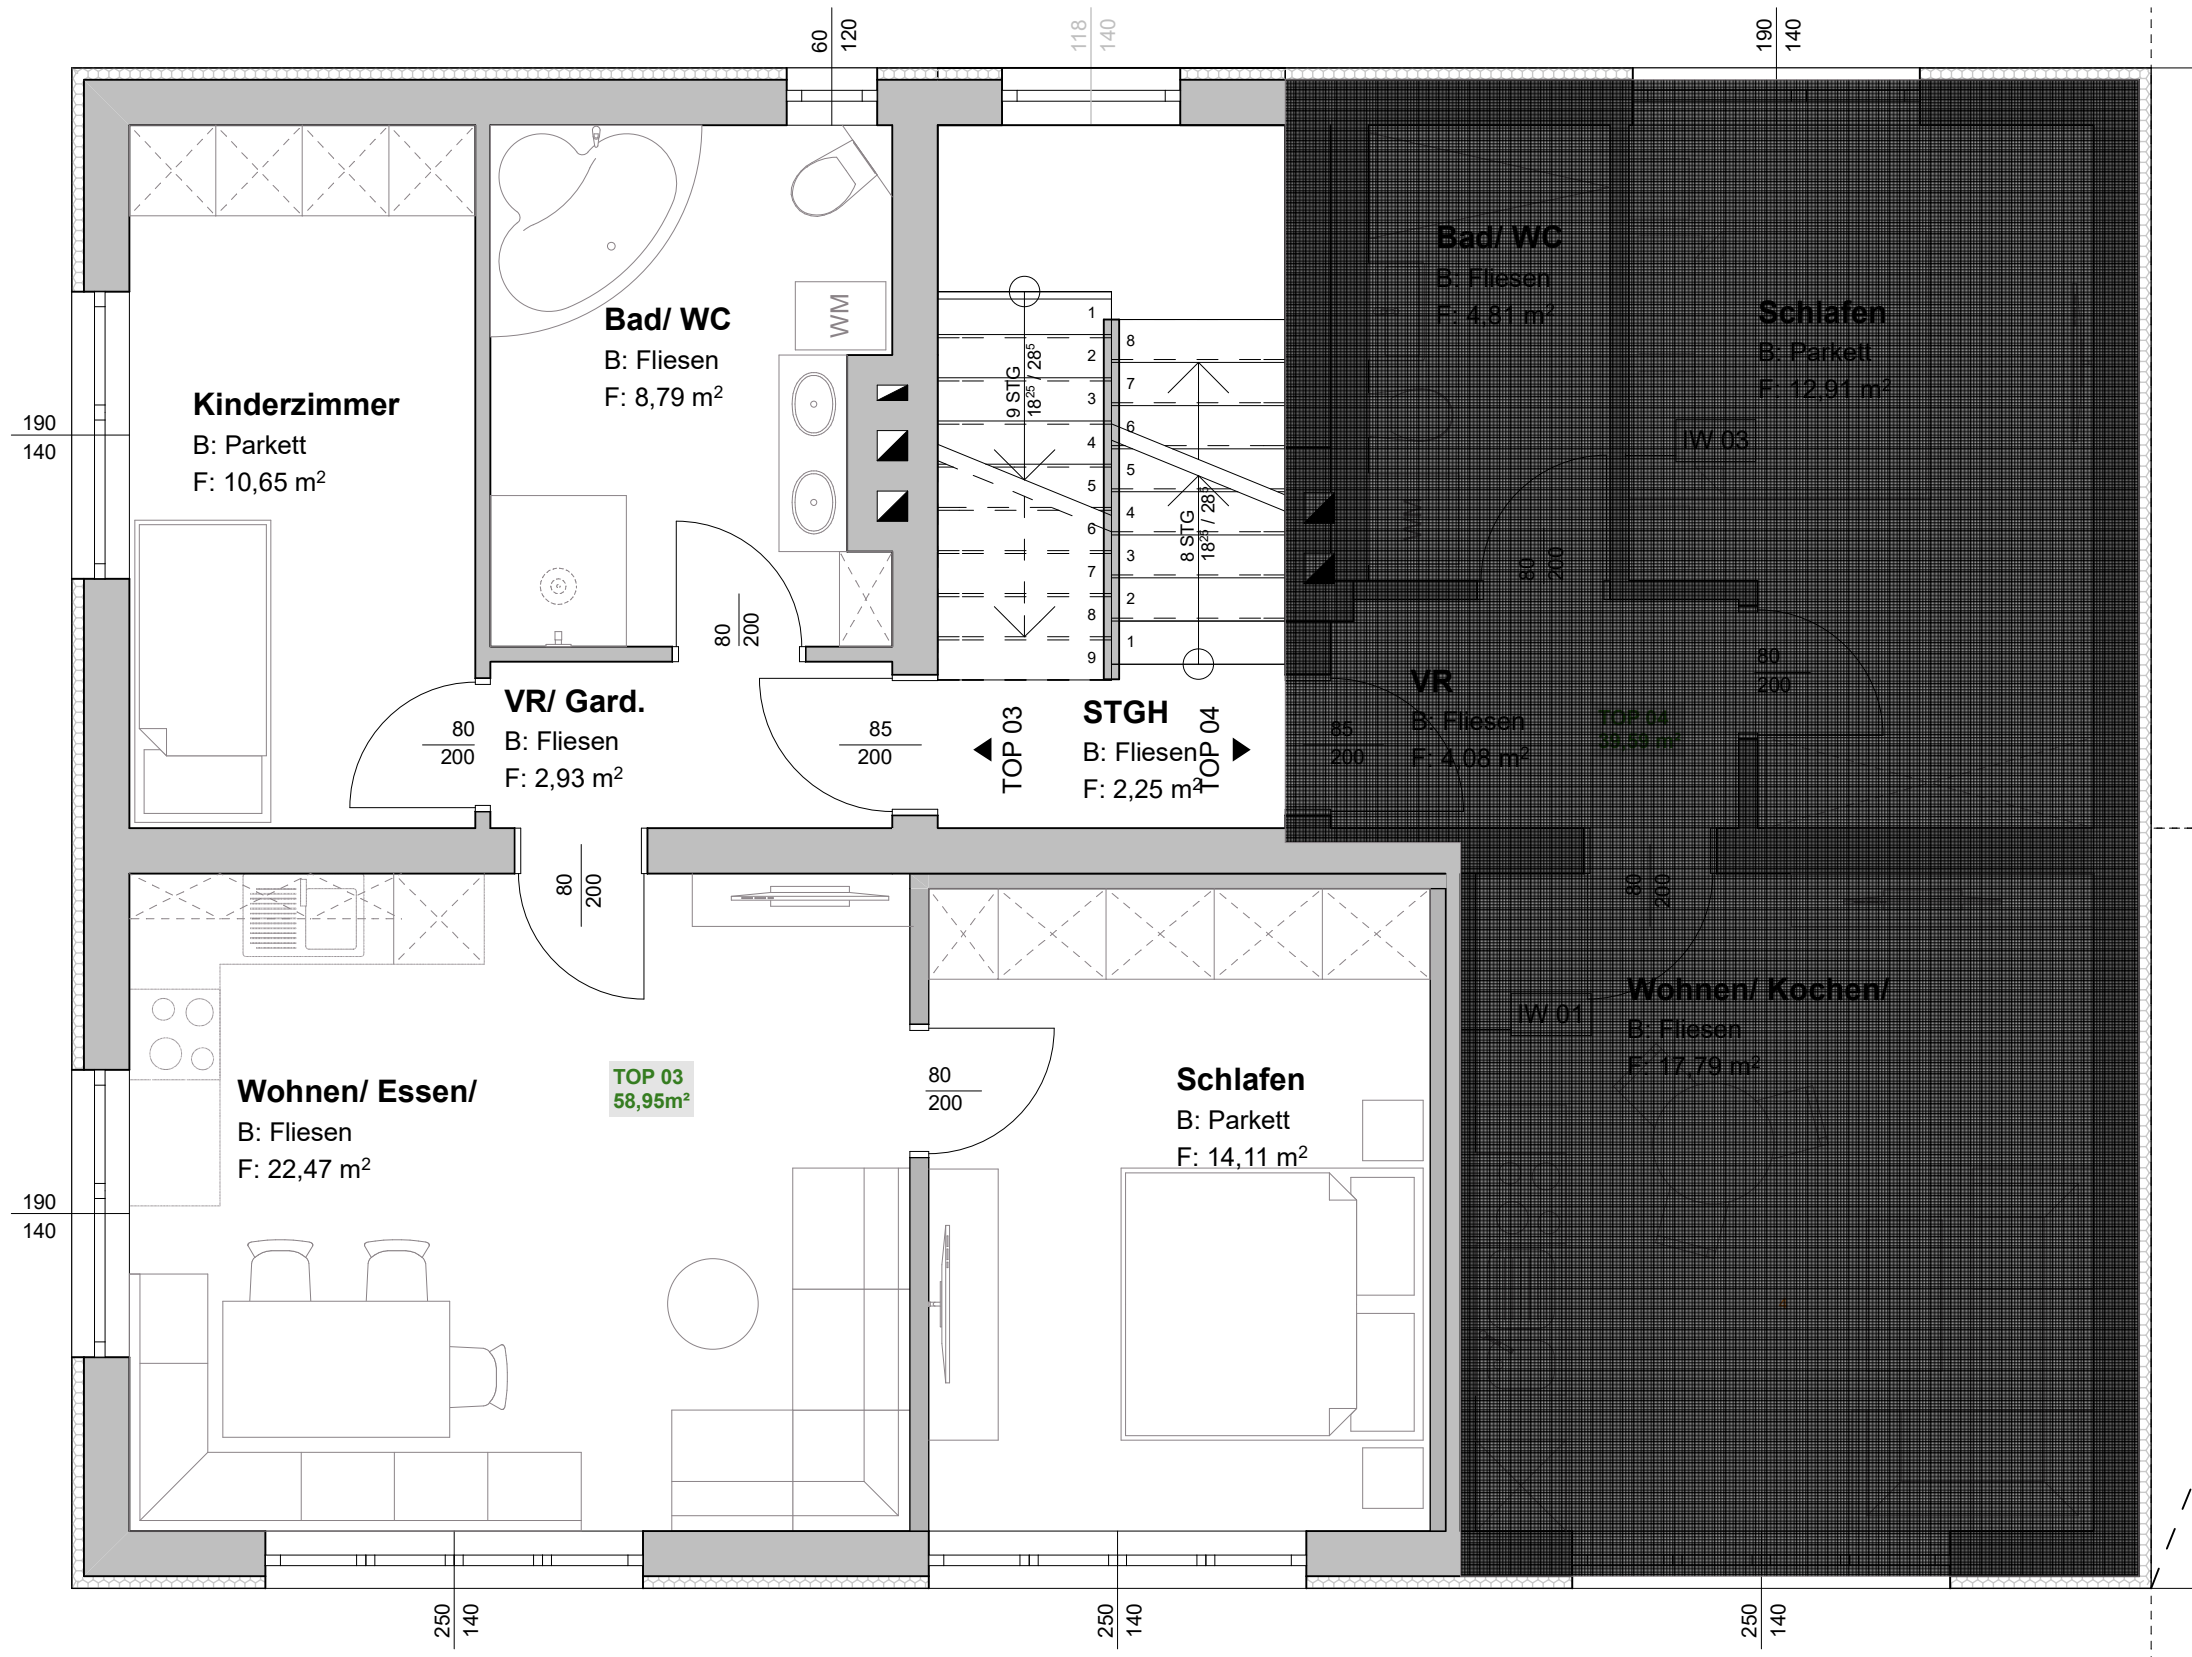 60
120
118
140
190
140
Kinderzimmer
B: Parkett
F: 10,65 m²
190
140
Bad/ WC
B: Fliesen
F: 8,79 m²
WM
80
200
VR/ Gard.
B: Fliesen
F: 2,93 m²
80
200
85
200
80
200
1
2
3
4
5
6
7
8
9
9 STG
18²⁵ / 28⁵
8
7
6
5
4
3
2
1
8 STG
18²⁵ / 28⁵
STGH
B: Fliesen
F: 2,25 m²
TOP 03
TOP 04
Bad/ WC
B: Fliesen
F: 4,81 m²
WM
80
200
Schlafen
B: Parkett
F: 12,91 m²
IW 03
VR
B: Fliesen
F: 4,08 m²
85
200
TOP 04
39,59 m²
80
200
80
200
Wohnen/ Essen/
B: Fliesen
F: 22,47 m²
TOP 03
58,95m²
190
140
80
200
Schlafen
B: Parkett
F: 14,11 m²
IW 01
Wohnen/ Kochen/
B: Fliesen
F: 17,79 m²
250
140
250
140
250
140